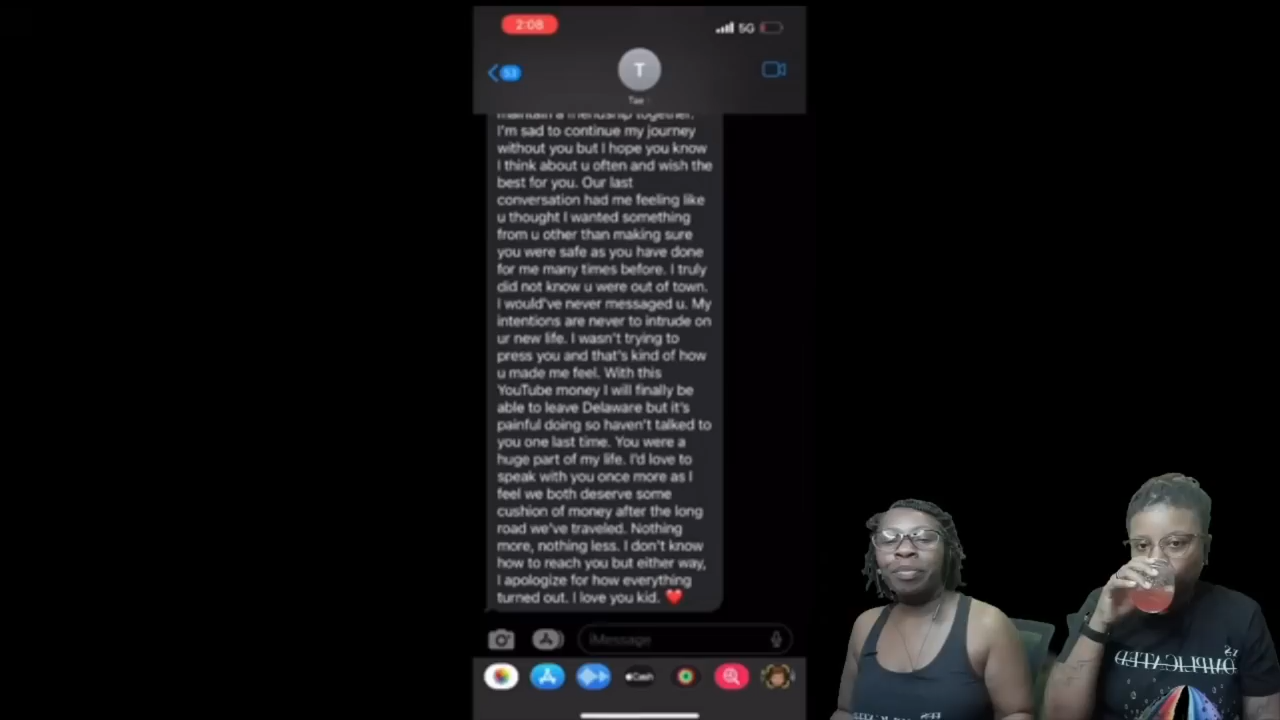 2:08
5G
53
T
Tae
maintain a friendship together.
I'm sad to continue my journey
without you but I hope you know
I think about u often and wish the
best for you. Our last
conversation had me feeling like
u thought I wanted something
from u other than making sure
you were safe as you have done
for me many times before. I truly
did not know u were out of town.
I would've never messaged u. My
intentions are never to intrude on
ur new life. I wasn't trying to
press you and that's kind of how
u made me feel. With this
YouTube money I will finally be
able to leave Delaware but it's
painful doing so haven't talked to
you one last time. You were a
huge part of my life. I'd love to
speak with you once more as I
feel we both deserve some
cushion of money after the long
road we've traveled. Nothing
more, nothing less. I don't know
how to reach you but either way,
I apologize for how everything
turned out. I love you kid. ❤️
iMessage
Cash